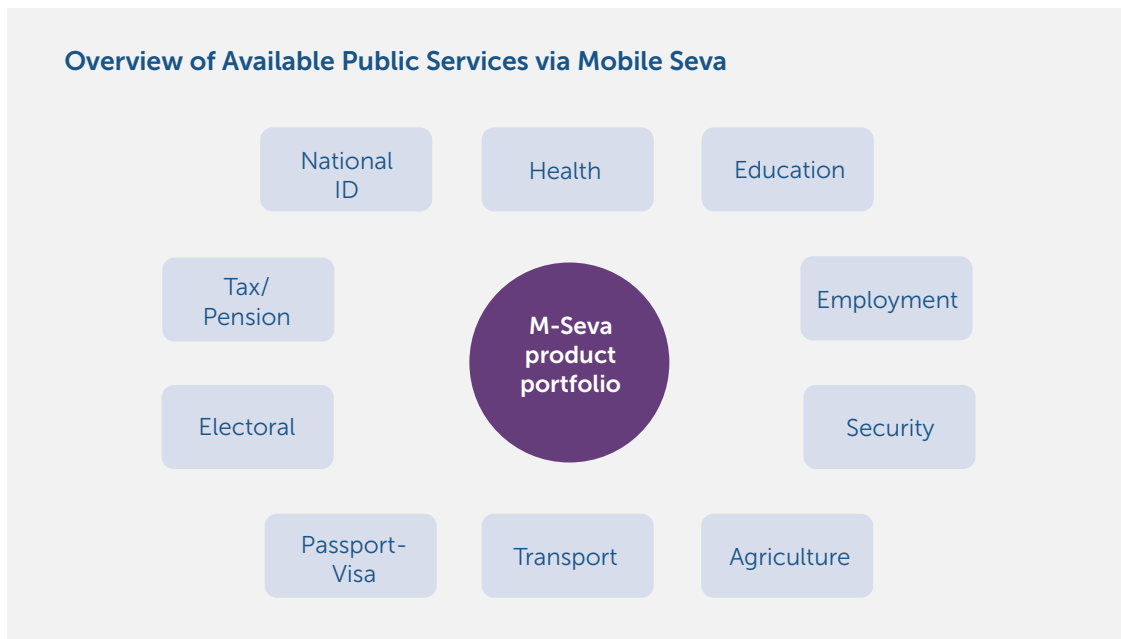 Overview of Available Public Services via Mobile Seva
National
ID
Health
Education
Tax/
Pension
M-Seva
product
portfolio
Employment
Electoral
Security
Passport-
Visa
Transport
Agriculture